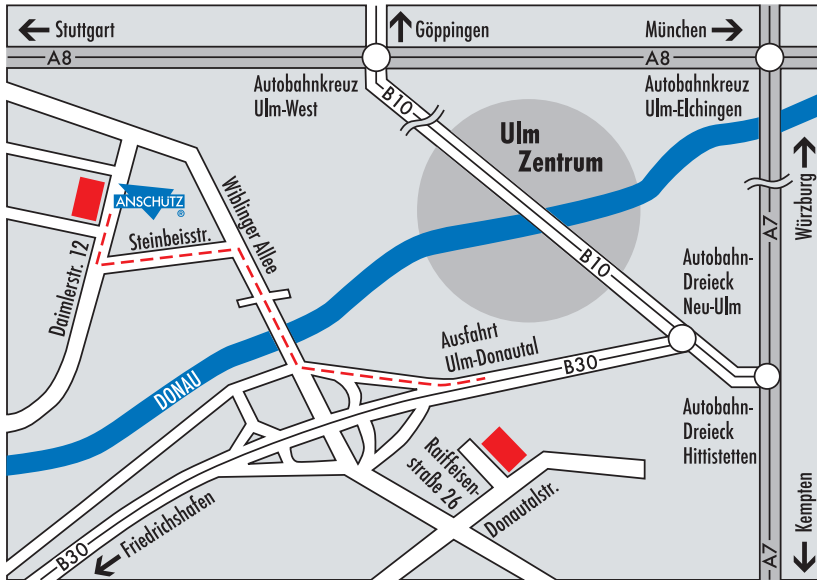 Stuttgart
Göppingen
München
A8
A8
Autobahnkreuz
Ulm-West
B10
Autobahnkreuz
Ulm-Elchingen
Ulm
Zentrum
Würzburg
A7
ANSCHÜTZ
®
Wiblinger Allee
Steinbeisstr.
Daimlerstr. 12
B10
Autobahn-
Dreieck
Neu-Ulm
Ausfahrt
Ulm-Donautal
B30
DONAU
Autobahn-
Dreieck
Hittistetten
Raiffeisen-
straße 26
Donautalstr.
Kempten
A7
Friedrichshafen
B30